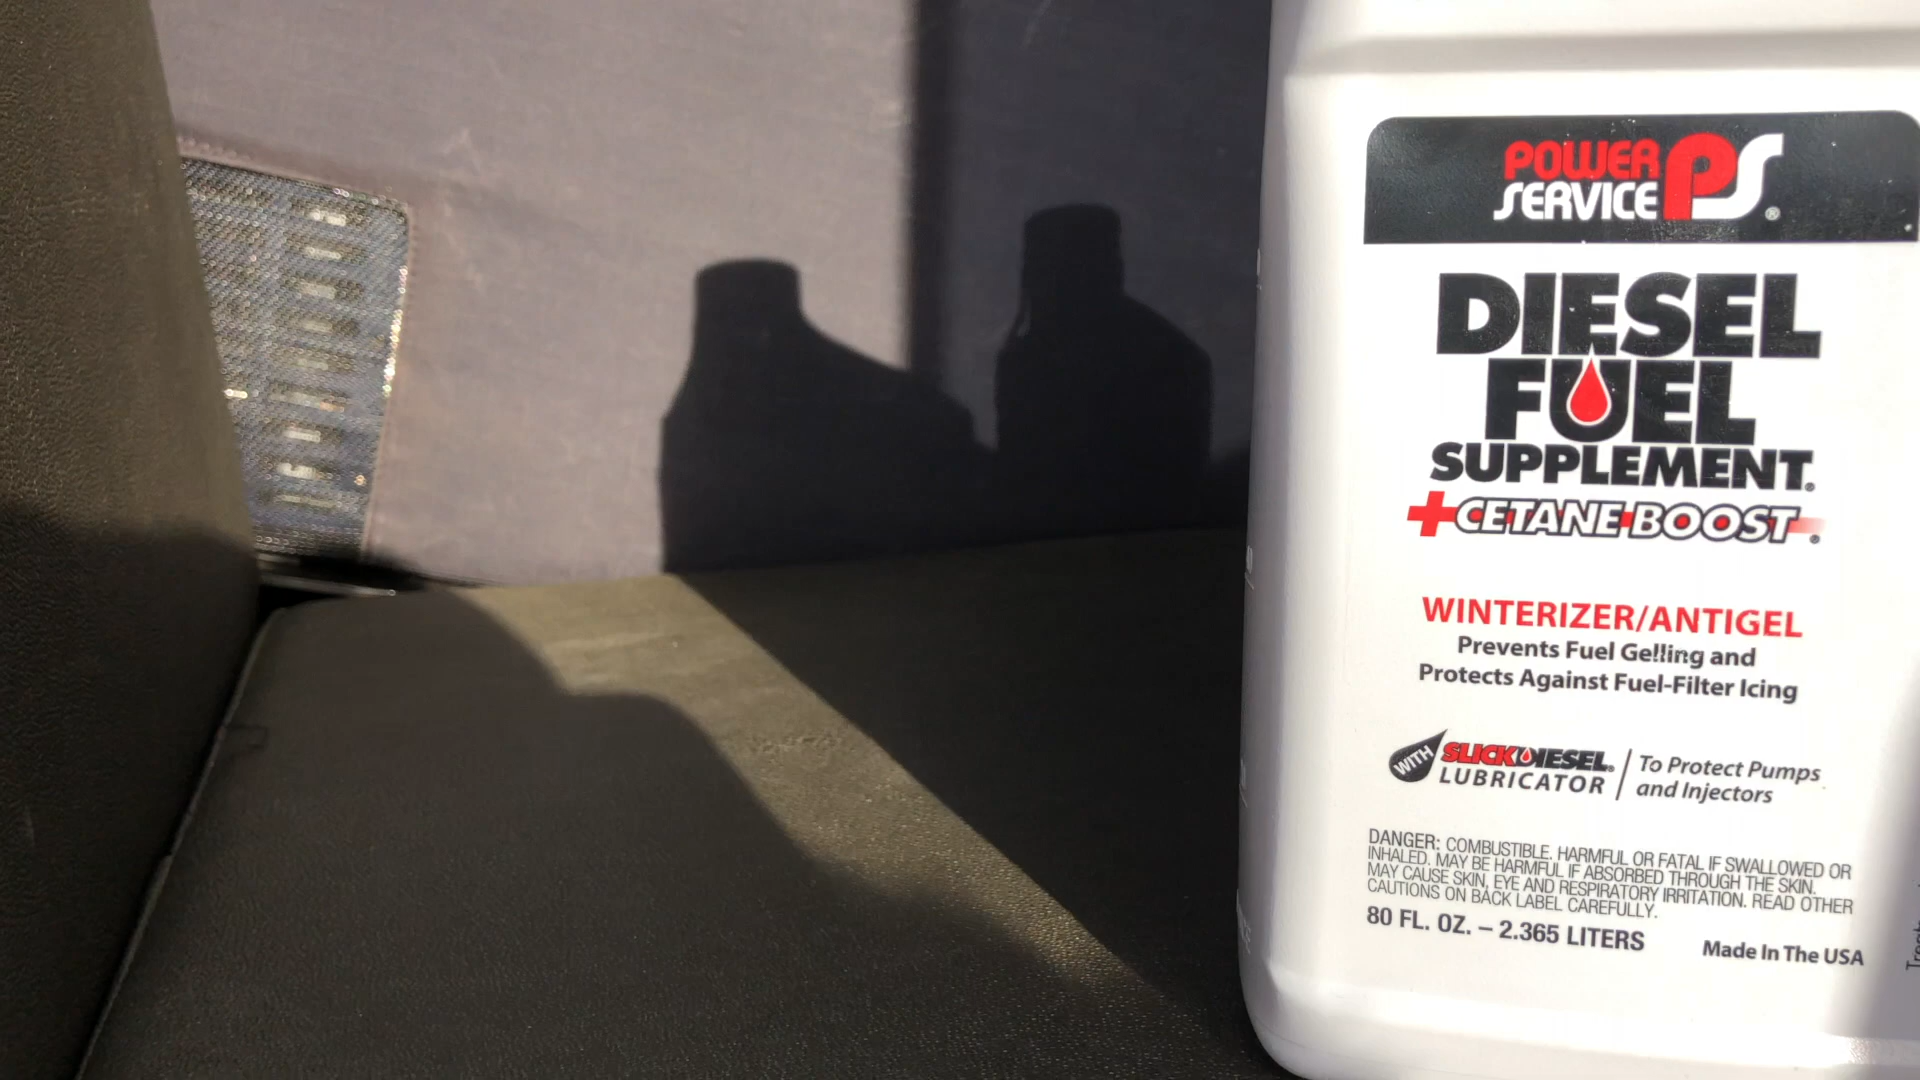 POWER
SERVICE
PS®
DIESEL
FUEL
SUPPLEMENT®
+CETANE BOOST®
WINTERIZER/ANTIGEL
Prevents Fuel Gelling and
Protects Against Fuel-Filter Icing
WITH
SLICKDIESEL®
LUBRICATOR
To Protect Pumps
and Injectors
DANGER: COMBUSTIBLE. HARMFUL OR FATAL IF SWALLOWED OR
INHALED. MAY BE HARMFUL IF ABSORBED THROUGH THE SKIN.
MAY CAUSE SKIN, EYE AND RESPIRATORY IRRITATION. READ OTHER
CAUTIONS ON BACK LABEL CAREFULLY.
80 FL. OZ. – 2.365 LITERS
Made In The USA